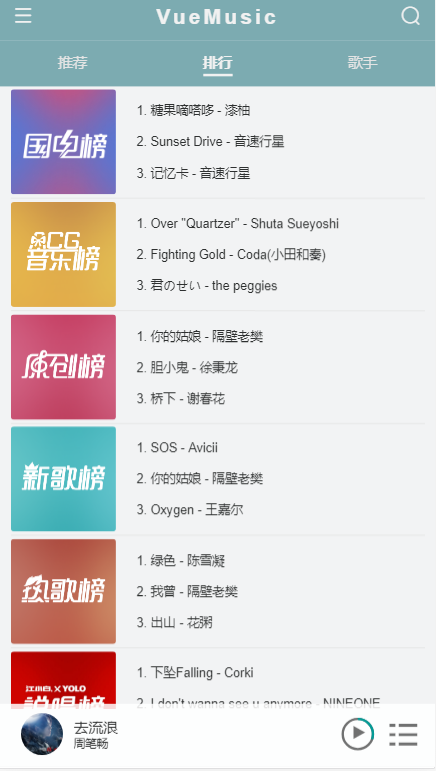 VueMusic
推荐 排行 歌手
国电榜
1. 糖果嘀嗒哆 - 漆柚
2. Sunset Drive - 音速行星
3. 记忆卡 - 音速行星
ACG
音乐榜
1. Over "Quartzer" - Shuta Sueyoshi
2. Fighting Gold - Coda(小田和奏)
3. 君のせい - the peggies
原创榜
1. 你的姑娘 - 隔壁老樊
2. 胆小鬼 - 徐秉龙
3. 桥下 - 谢春花
新歌榜
1. SOS - Avicii
2. 你的姑娘 - 隔壁老樊
3. Oxygen - 王嘉尔
热歌榜
1. 绿色 - 陈雪凝
2. 我曾 - 隔壁老樊
3. 出山 - 花粥
江小白 X YOLO
说唱榜
1. 下坠Falling - Corki
2. I don't wanna see u anymore - NINEONE
去流浪
周笔畅